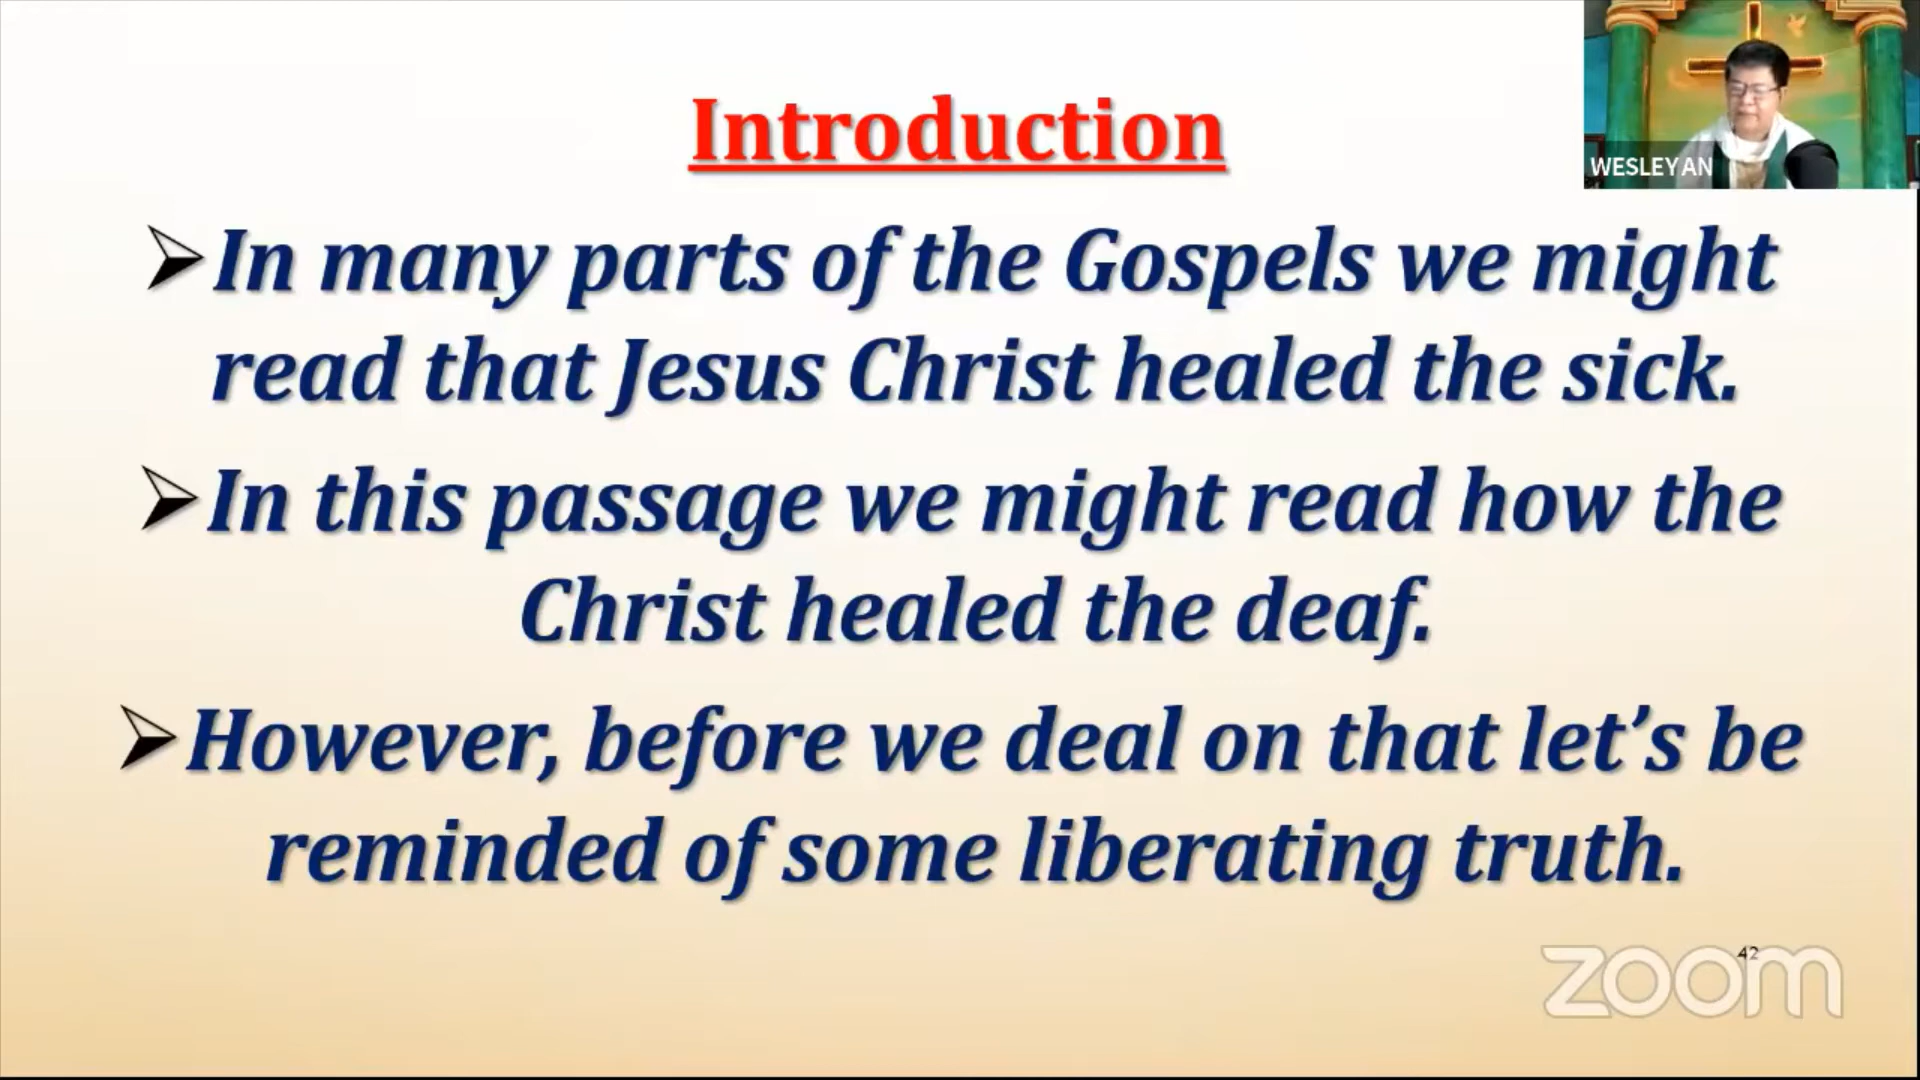 Introduction
WESLEYAN
➢In many parts of the Gospels we might
read that Jesus Christ healed the sick.
➢In this passage we might read how the
Christ healed the deaf.
➢However, before we deal on that let’s be
reminded of some liberating truth.
42
zoom